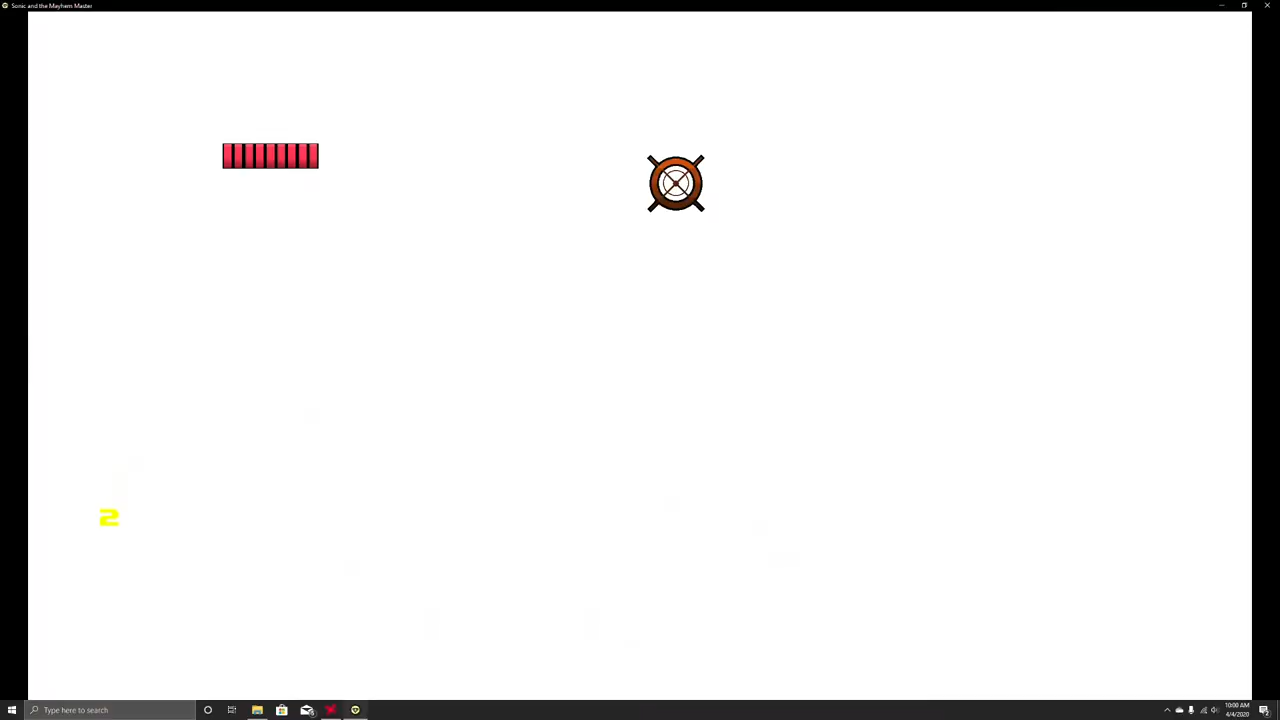 Sonic and the Mayhem Master
2
Type here to search
10:00 AM
4/4/2020